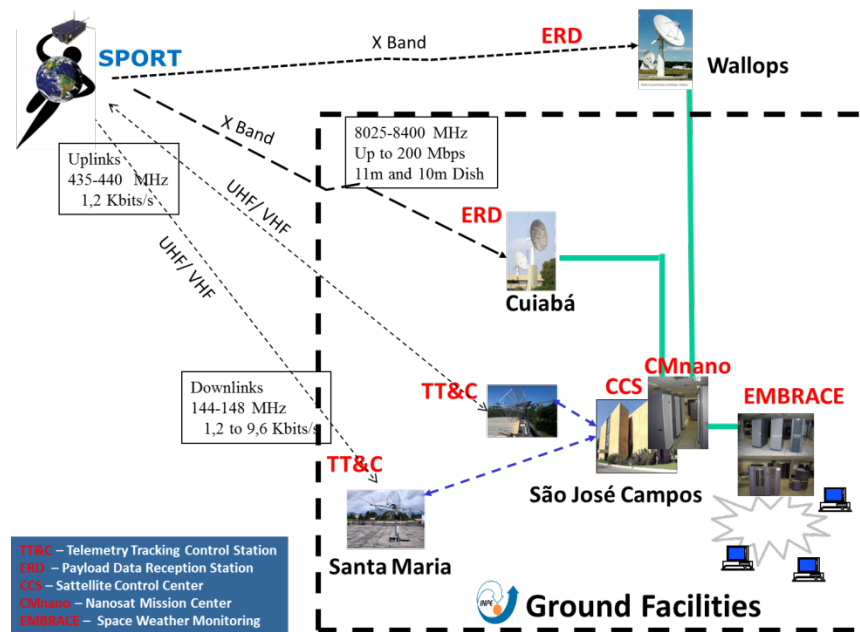 SPORT
X Band
ERD
Wallops
X Band
8025-8400 MHz
Up to 200 Mbps
11m and 10m Dish
Uplinks
435-440 MHz
1,2 Kbits/s
UHF/ VHF
UHF/ VHF
ERD
Cuiabá
Downlinks
144-148 MHz
1,2 to 9,6 Kbits/s
TT&C
TT&C
CCS
CMnano
EMBRACE
São José Campos
Santa Maria
TT&C – Telemetry Tracking Control Station
ERD – Payload Data Reception Station
CCS – Sattellite Control Center
CMnano – Nanosat Mission Center
EMBRACE – Space Weather Monitoring
INPE
Ground Facilities